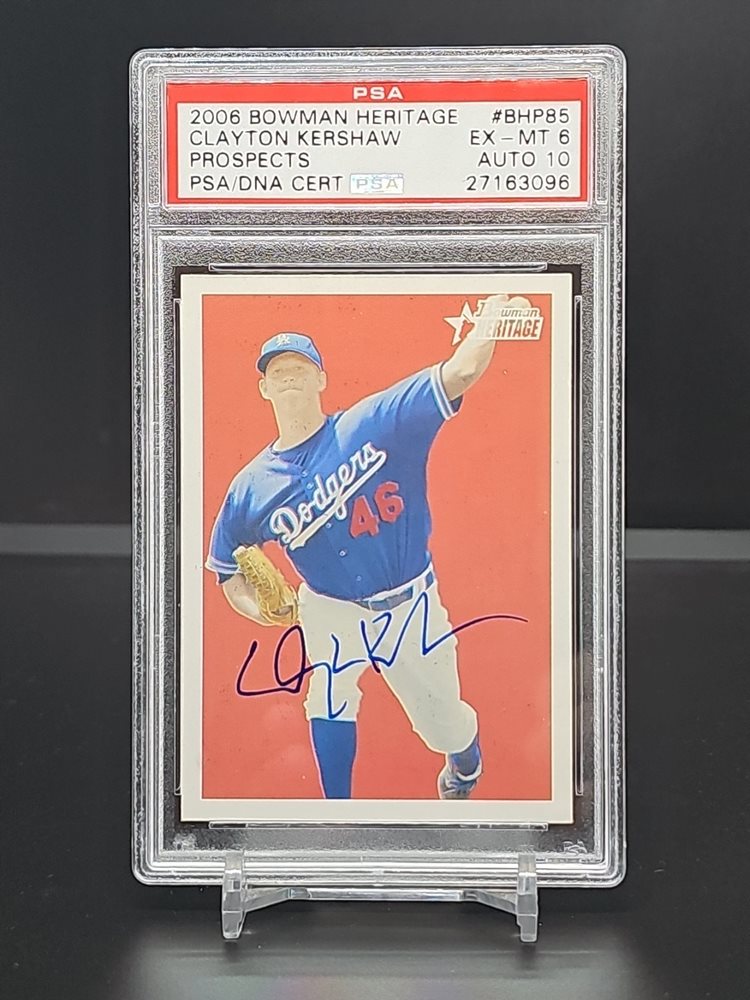 PSA
2006 BOWMAN HERITAGE #BHP85
CLAYTON KERSHAW EX-MT 6
PROSPECTS AUTO 10
PSA/DNA CERT PSA 27163096
Bowman
HERITAGE
LA
Dodgers
46